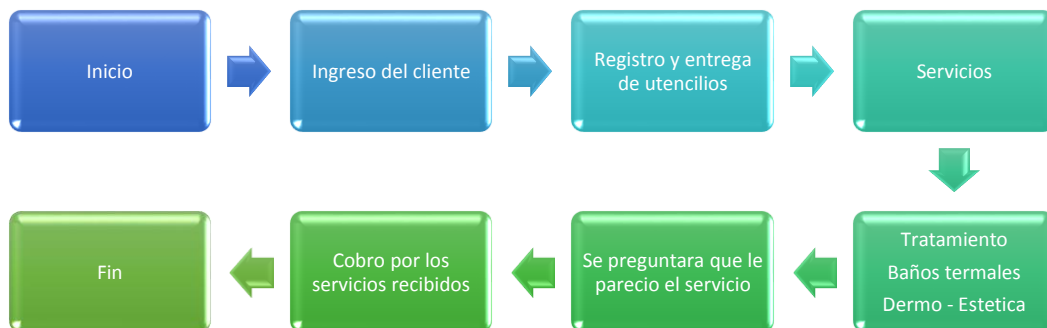 Inicio
Ingreso del cliente
Registro y entrega
de utencilios
Servicios
Tratamiento
Baños termales
Dermo - Estetica
Se preguntara que le
parecio el servicio
Cobro por los
servicios recibidos
Fin